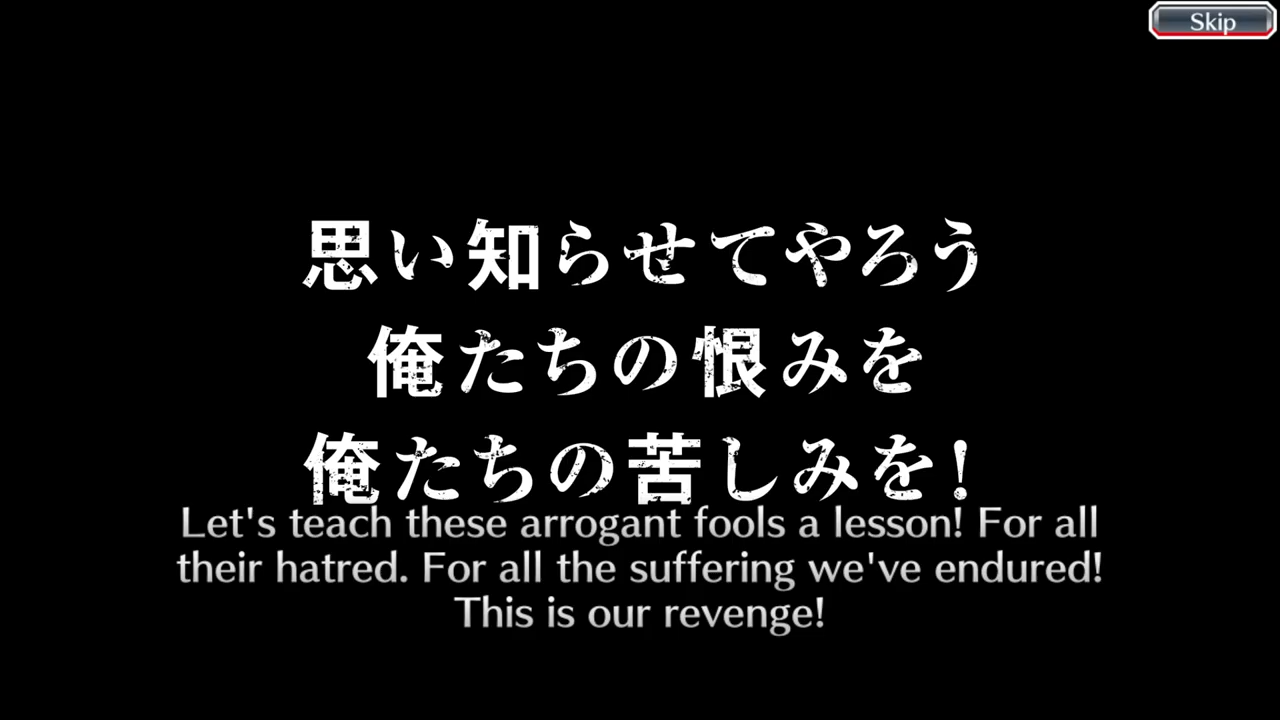 Skip
思い知らせてやろう
俺たちの恨みを
俺たちの苦しみを!
Let's teach these arrogant fools a lesson! For all
their hatred. For all the suffering we've endured!
This is our revenge!